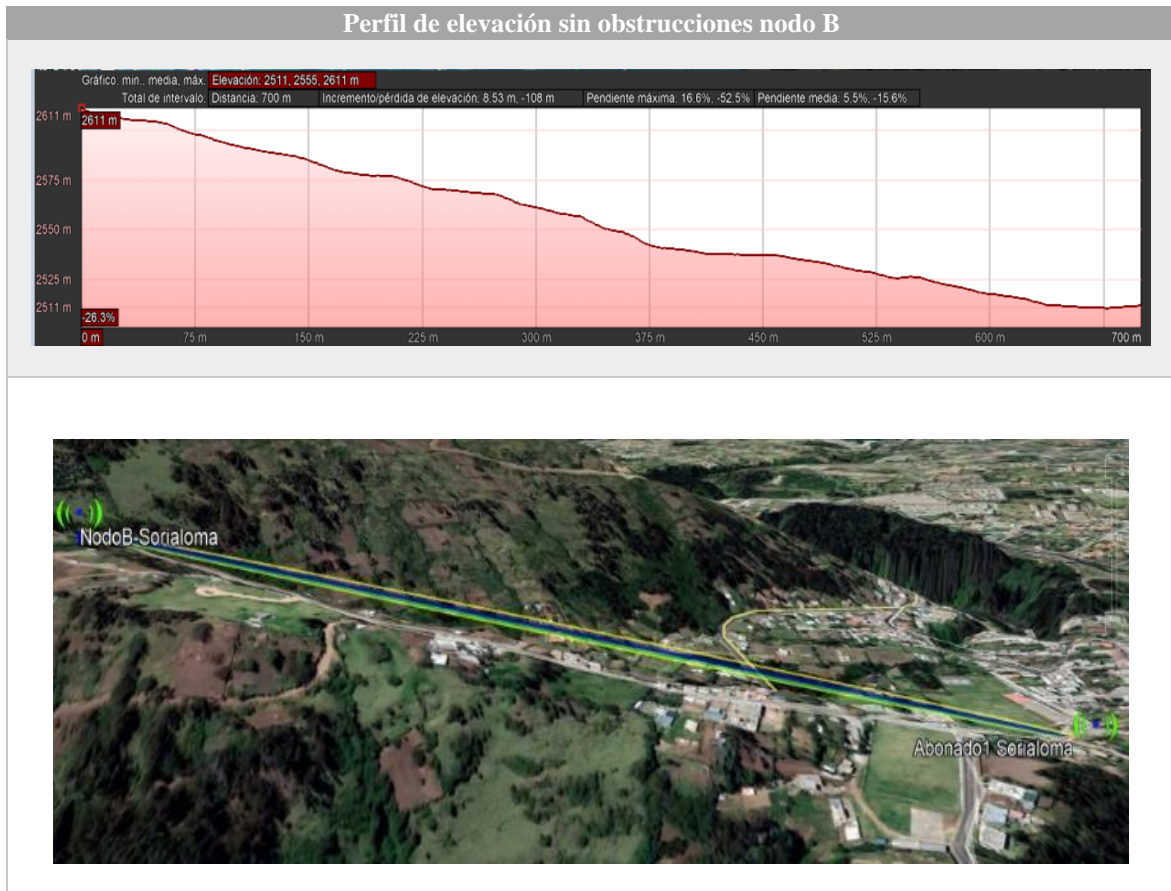 Perfil de elevación sin obstrucciones nodo B
Gráfico: min., media, máx. Elevación: 2511, 2555, 2611 m
Total de intervalo: Distancia: 700 m Incremento/pérdida de elevación: 8.53 m, -108 m Pendiente máxima: 16.6%, -52.5% Pendiente media: 5.5%, -15.6%
2611 m
2611 m
2575 m
2550 m
2525 m
2511 m
-26.3%
0 m 75 m 150 m 225 m 300 m 375 m 450 m 525 m 600 m 700 m
NodoB-Sorialoma
Abonado1 Sorialoma